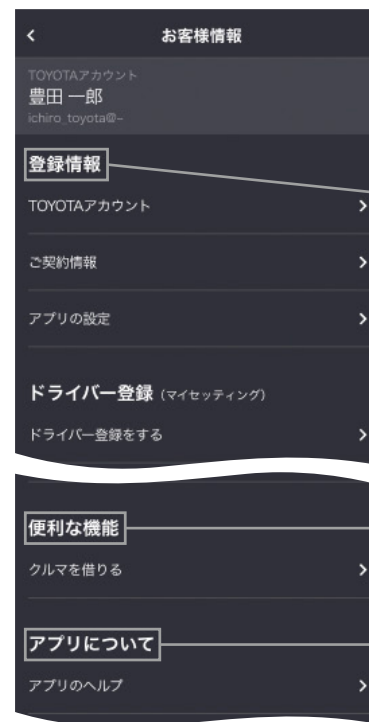 お客様情報
TOYOTAアカウント
豊田 一郎
ichiro_toyota@~
登録情報
TOYOTAアカウント
ご契約情報
アプリの設定
ドライバー登録（マイセッティング）
ドライバー登録をする
便利な機能
クルマを借りる
アプリについて
アプリのヘルプ